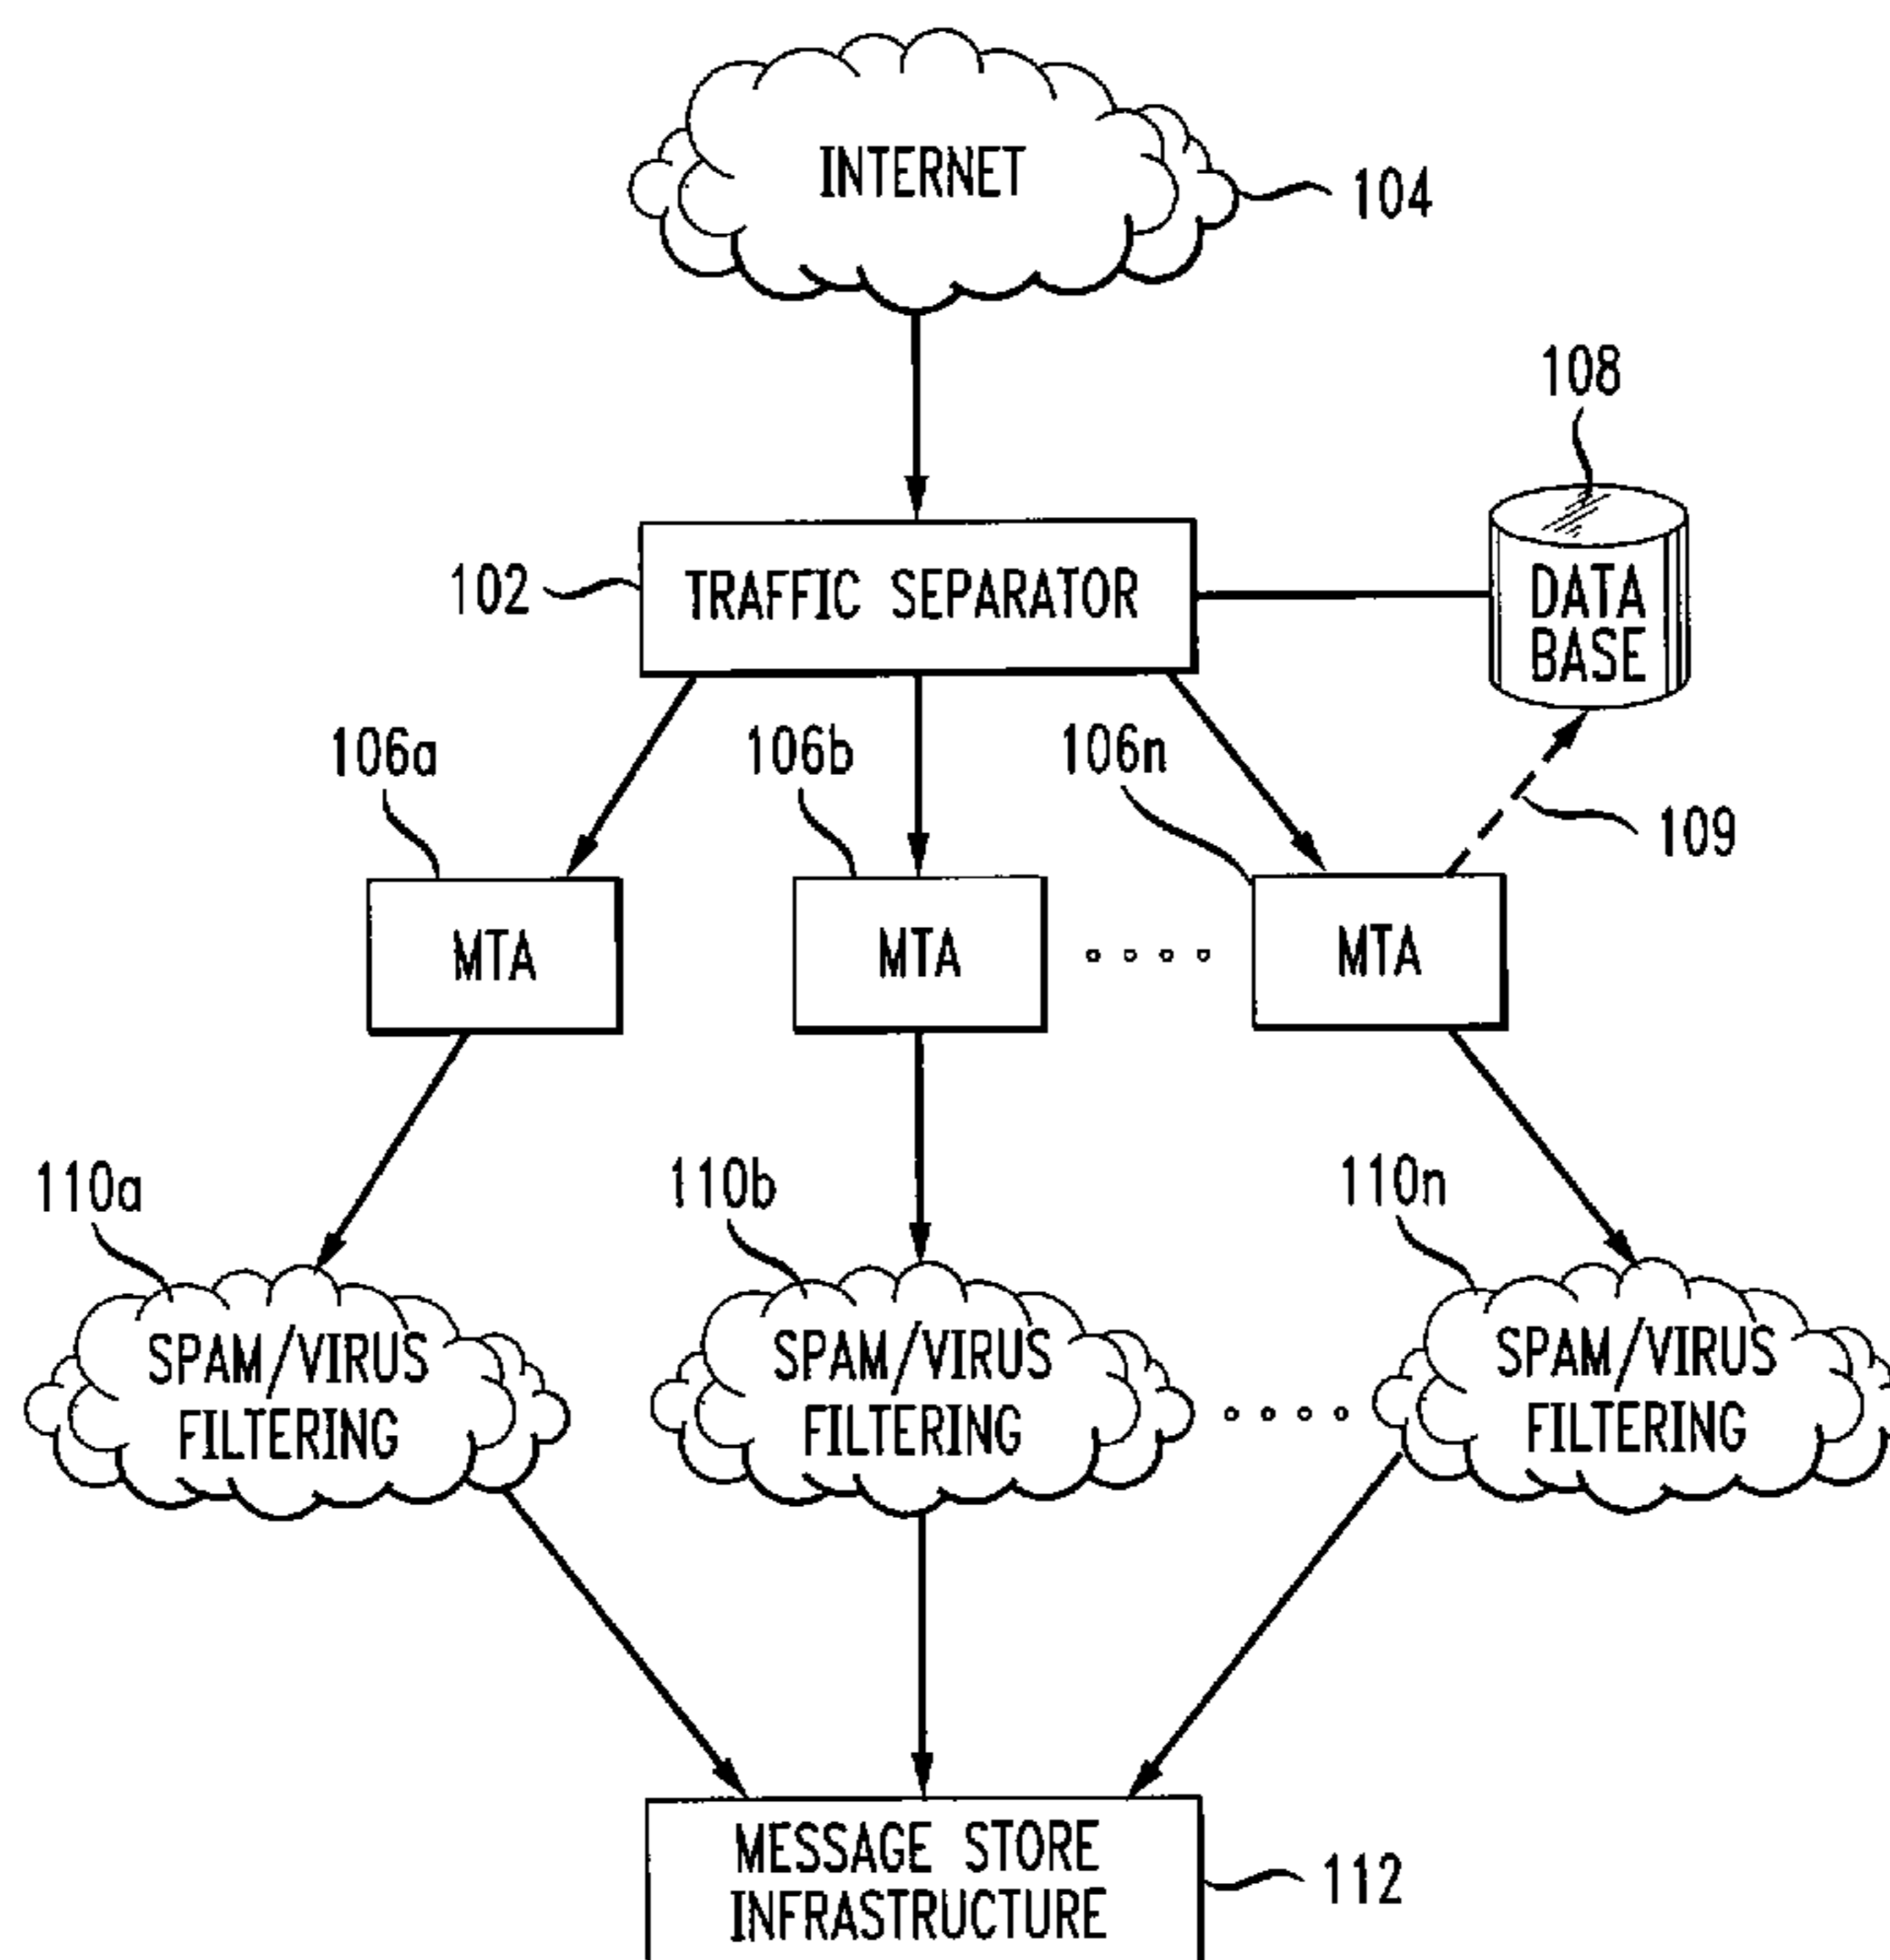 INTERNET
104
108
102
TRAFFIC SEPARATOR
DATA
BASE
106a
106b
106n
109
MTA
MTA
MTA
110a
110b
110n
SPAM/VIRUS
FILTERING
SPAM/VIRUS
FILTERING
SPAM/VIRUS
FILTERING
MESSAGE STORE
INFRASTRUCTURE
112